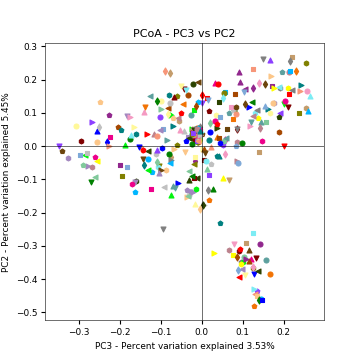 PCoA - PC3 vs PC2
PC2 - Percent variation explained 5.45%
0.3
0.2
0.1
0.0
−0.1
−0.2
−0.3
−0.4
−0.5
−0.3 −0.2 −0.1 0.0 0.1 0.2
PC3 - Percent variation explained 3.53%